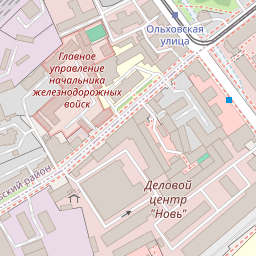 Ольховская
улица
Главное
управление
начальника
железнодорожных
войск
ский район
Деловой
центр
"Новь"